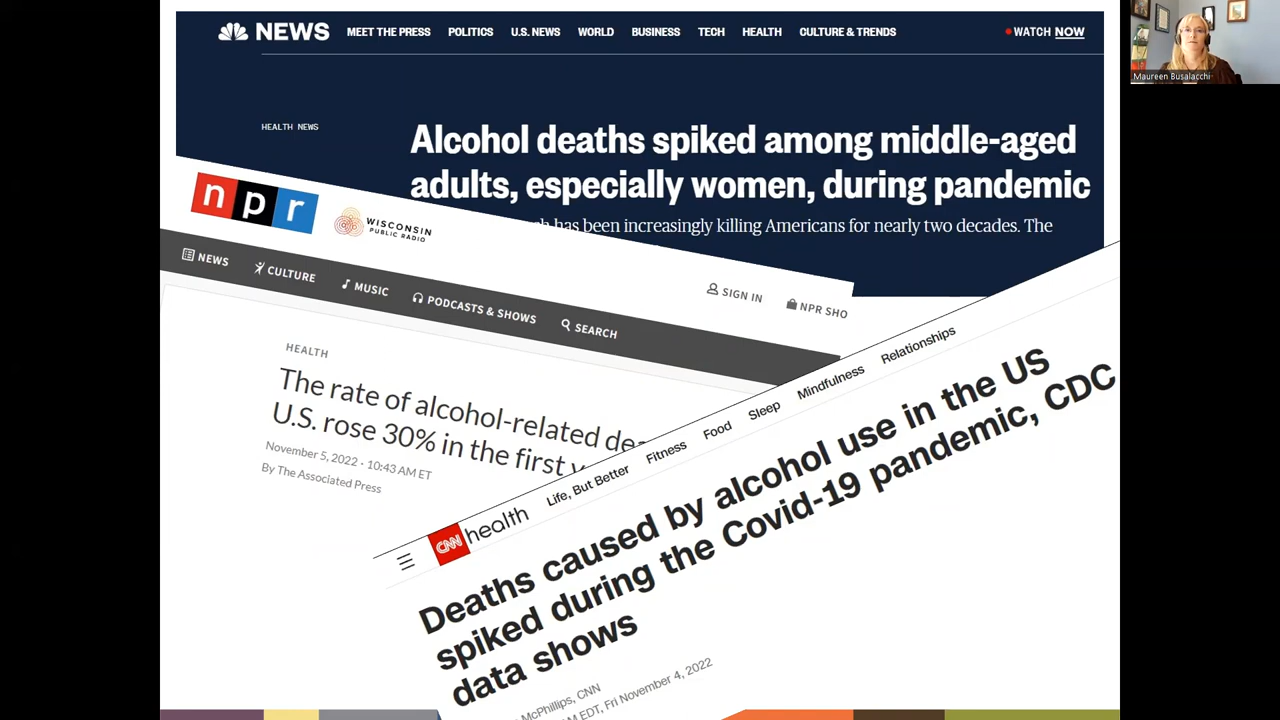 NEWS MEET THE PRESS POLITICS U.S. NEWS WORLD BUSINESS TECH HEALTH CULTURE & TRENDS WATCH NOW
Maureen Busalacchi
HEALTH NEWS
Alcohol deaths spiked among middle-aged
adults, especially women, during pandemic
has been increasingly killing Americans for nearly two decades. The
npr WISCONSIN
PUBLIC RADIO
SIGN IN NPR SHO
NEWS CULTURE MUSIC PODCASTS & SHOWS SEARCH
HEALTH
The rate of alcohol-related dea
U.S. rose 30% in the first y
November 5, 2022 · 10:43 AM ET
By The Associated Press
CNN health Life, But Better Fitness Food Sleep Mindfulness Relationships
Deaths caused by alcohol use in the US
spiked during the Covid-19 pandemic, CDC
data shows
McPhillips, CNN
AM EDT, Fri November 4, 2022